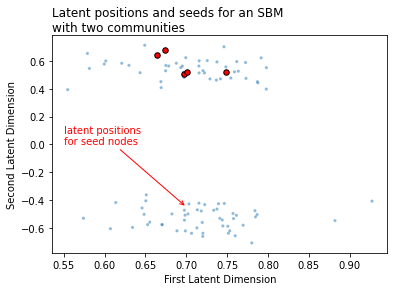 Latent positions and seeds for an SBM
with two communities
Second Latent Dimension
0.6
0.4
0.2
0.0
−0.2
−0.4
−0.6
latent positions
for seed nodes
0.55 0.60 0.65 0.70 0.75 0.80 0.85 0.90
First Latent Dimension